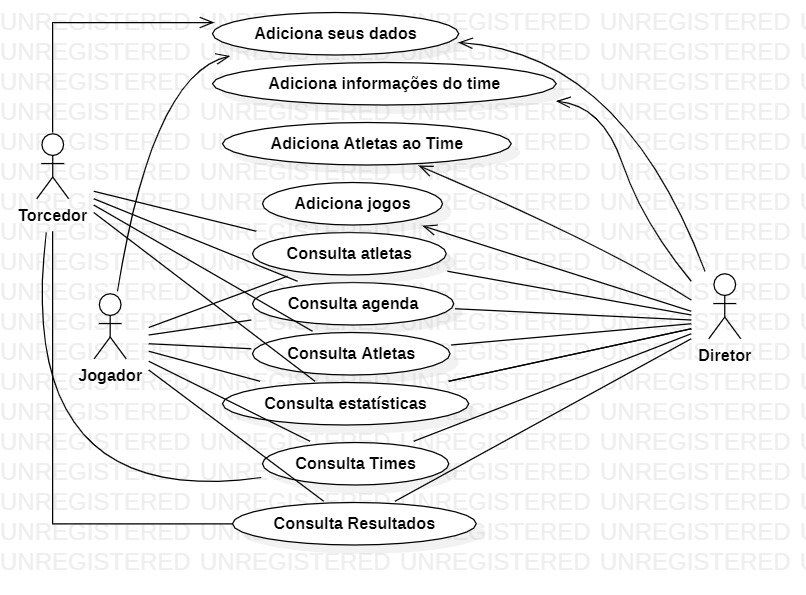 Adiciona seus dados
Adiciona informações do time
Adiciona Atletas ao Time
Adiciona jogos
Torcedor
Consulta atletas
Consulta agenda
Consulta Atletas
Diretor
Jogador
Consulta estatísticas
Consulta Times
Consulta Resultados
UNREGISTERED UNREGISTERED UNREGISTERED UNREGISTERED